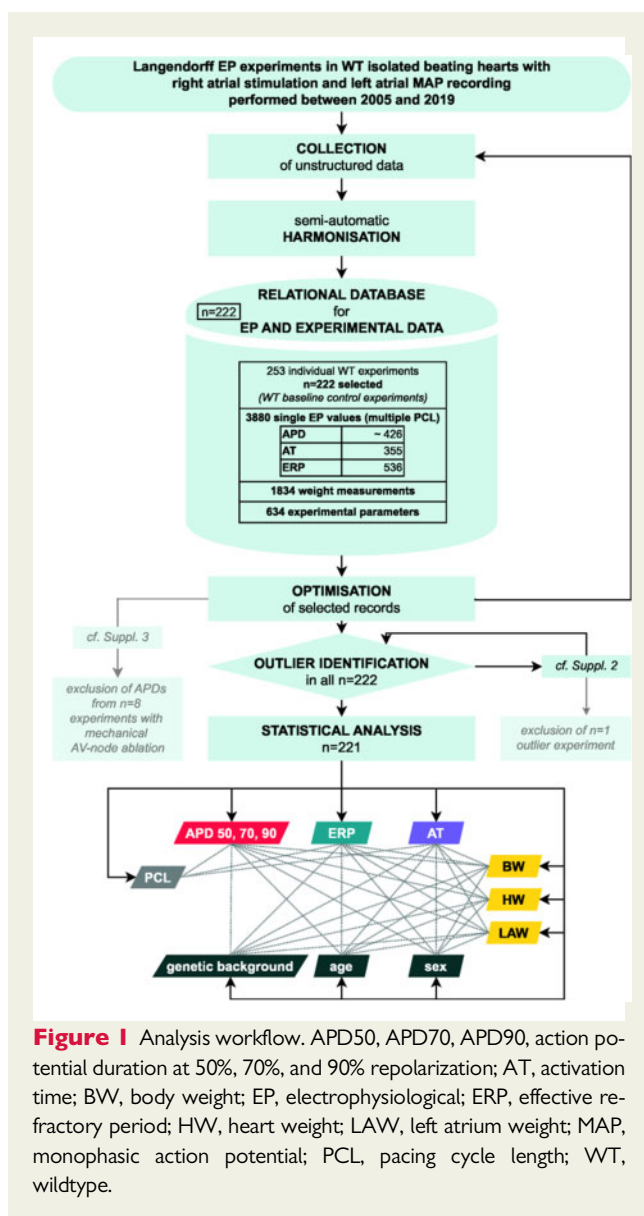 Langendorff EP experiments in WT isolated beating hearts with
right atrial stimulation and left atrial MAP recording
performed between 2005 and 2019
COLLECTION
of unstructured data
semi-automatic
HARMONISATION
RELATIONAL DATABASE
n=222
for
EP AND EXPERIMENTAL DATA
253 individual WT experiments
n=222 selected
(WT baseline control experiments)
3880 single EP values (multiple PCL)
APD ~ 426
AT 355
ERP 536
1834 weight measurements
634 experimental parameters
OPTIMISATION
of selected records
cf. Suppl. 3
OUTLIER IDENTIFICATION
in all n=222
cf. Suppl. 2
exclusion of APDs
from n=8
experiments with
mechanical
AV-node ablation
exclusion of n=1
outlier experiment
STATISTICAL ANALYSIS
n=221
APD 50, 70, 90 ERP AT
PCL
BW
HW
LAW
genetic background age sex
Figure 1 Analysis workflow. APD50, APD70, APD90, action po-
tential duration at 50%, 70%, and 90% repolarization; AT, activation
time; BW, body weight; EP, electrophysiological; ERP, effective re-
fractory period; HW, heart weight; LAW, left atrium weight; MAP,
monophasic action potential; PCL, pacing cycle length; WT,
wildtype.